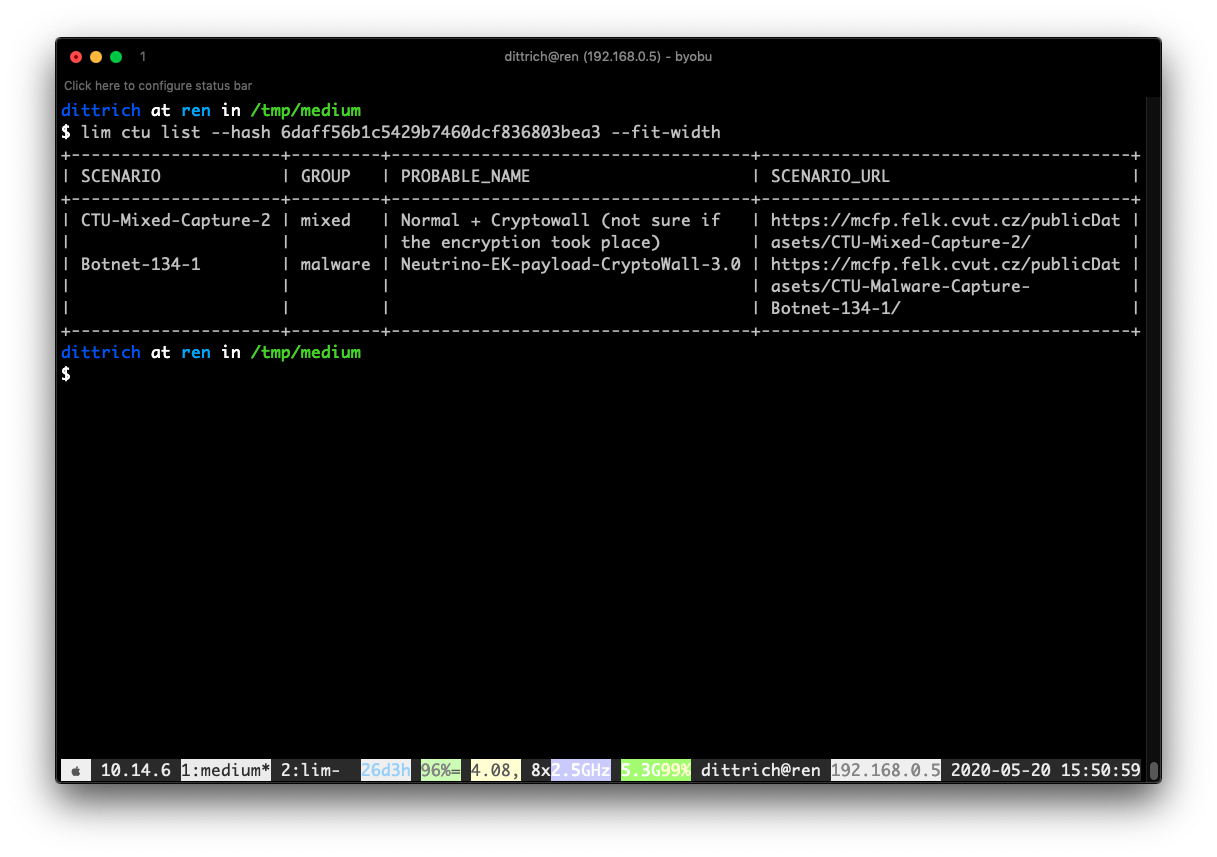 1 dittrich@ren (192.168.0.5) - byobu
Click here to configure status bar
dittrich at ren in /tmp/medium
$ lim ctu list --hash 6daff56b1c5429b7460dcf836803bea3 --fit-width
+---------------------+---------+------------------------------------+-------------------------------------+
| SCENARIO            | GROUP   | PROBABLE_NAME                      | SCENARIO_URL                        |
+---------------------+---------+------------------------------------+-------------------------------------+
| CTU-Mixed-Capture-2 | mixed   | Normal + Cryptowall (not sure if   | https://mcfp.felk.cvut.cz/publicDat |
|                     |         | the encryption took place)         | asets/CTU-Mixed-Capture-2/          |
| Botnet-134-1        | malware | Neutrino-EK-payload-CryptoWall-3.0 | https://mcfp.felk.cvut.cz/publicDat |
|                     |         |                                    | asets/CTU-Malware-Capture-          |
|                     |         |                                    | Botnet-134-1/                       |
+---------------------+---------+------------------------------------+-------------------------------------+
dittrich at ren in /tmp/medium
$
10.14.6 1:medium* 2:lim- 26d3h 96%= 4.08, 8x2.5GHz 5.3G99% dittrich@ren 192.168.0.5 2020-05-20 15:50:59